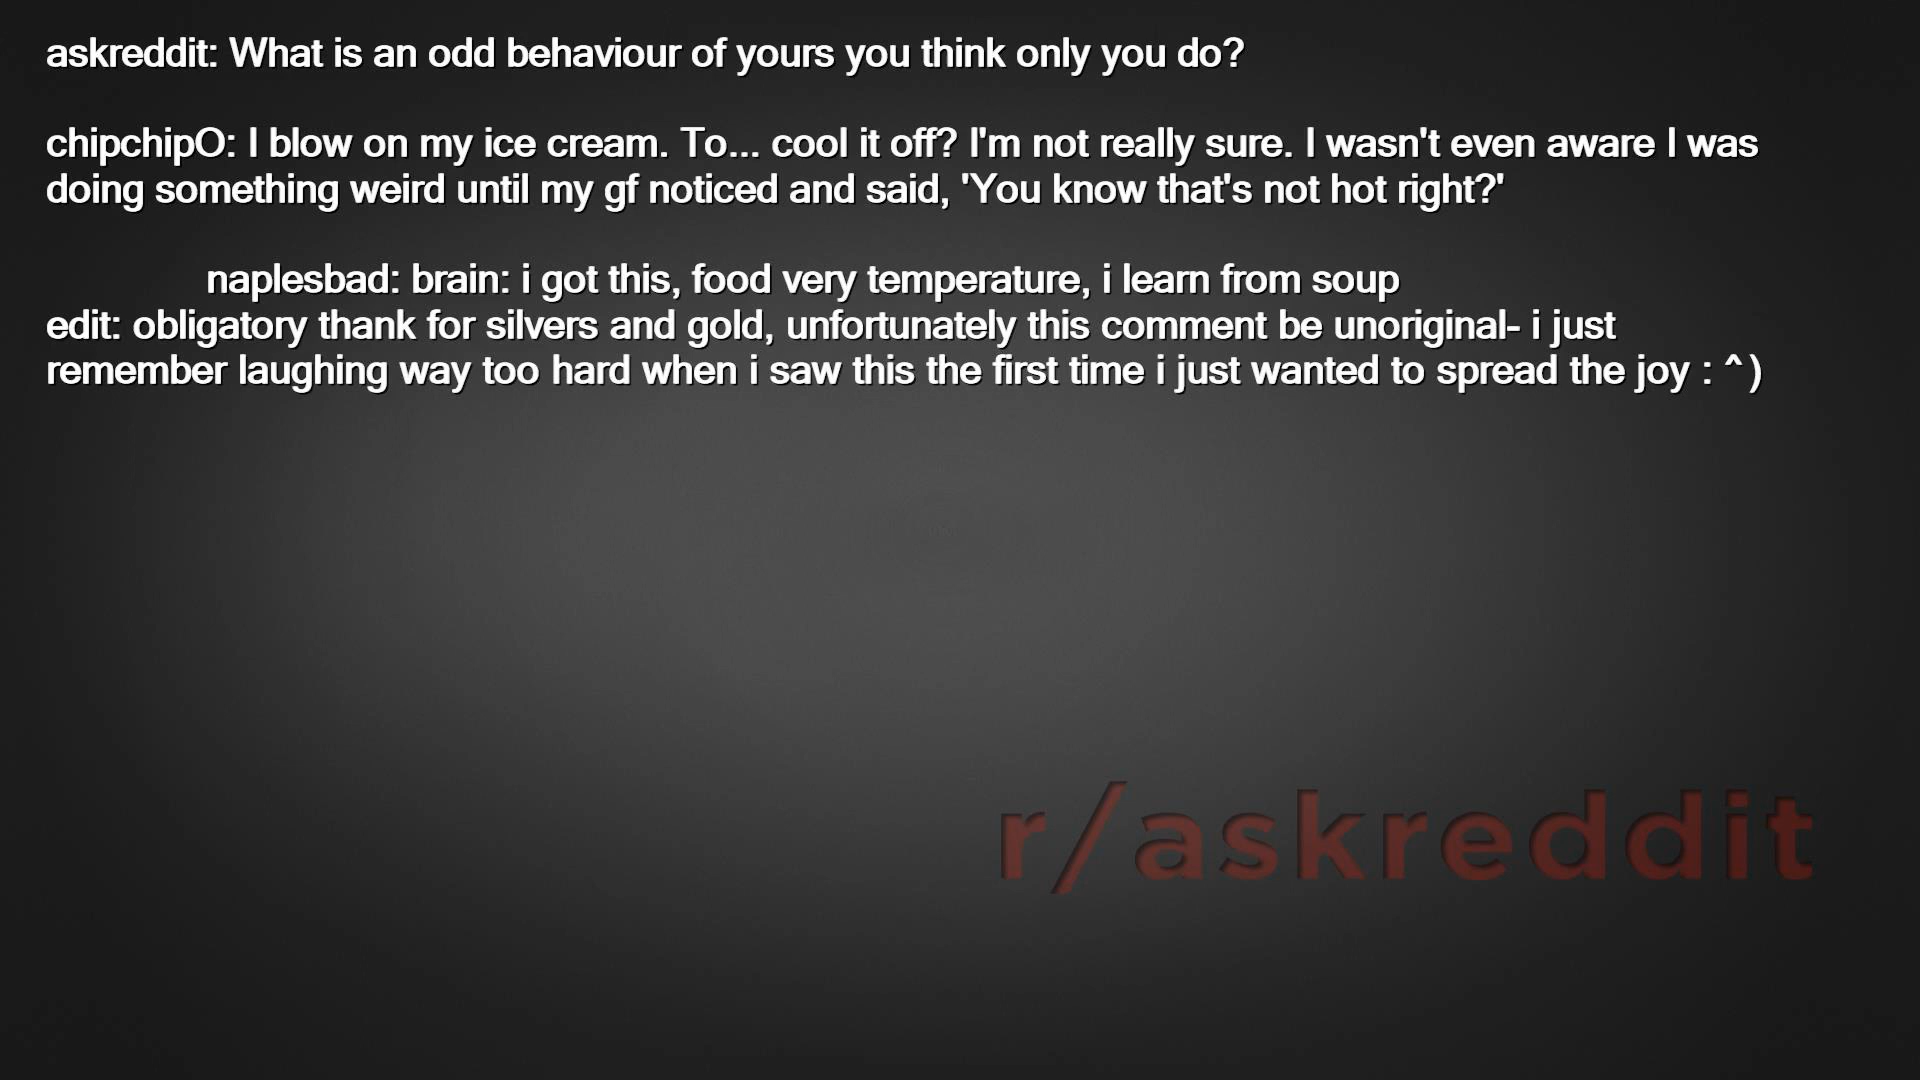 askreddit: What is an odd behaviour of yours you think only you do?
chipchipO: I blow on my ice cream. To... cool it off? I'm not really sure. I wasn't even aware I was
doing something weird until my gf noticed and said, 'You know that's not hot right?'
naplesbad: brain: i got this, food very temperature, i learn from soup
edit: obligatory thank for silvers and gold, unfortunately this comment be unoriginal- i just
remember laughing way too hard when i saw this the first time i just wanted to spread the joy : ^ )
r/askreddit